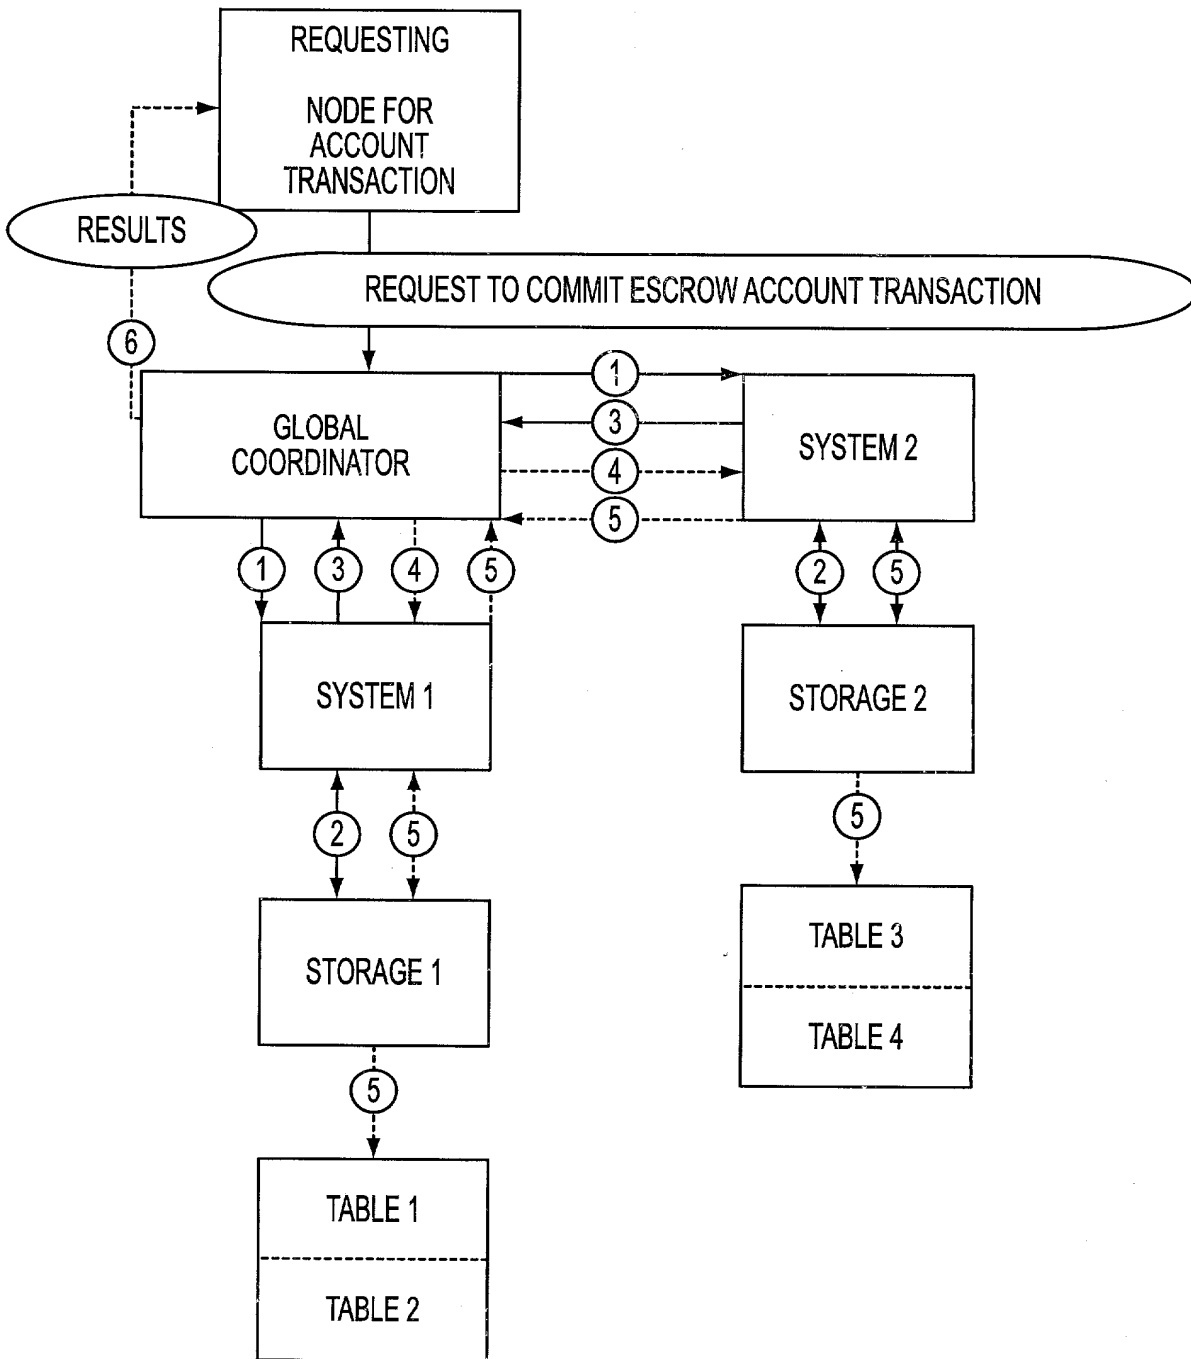 REQUESTING
NODE FOR
ACCOUNT
TRANSACTION
RESULTS
REQUEST TO COMMIT ESCROW ACCOUNT TRANSACTION
6
GLOBAL
COORDINATOR
1
3
4
5
SYSTEM 2
1
3
4
5
2
5
SYSTEM 1
STORAGE 2
2
5
5
STORAGE 1
TABLE 3
TABLE 4
5
TABLE 1
TABLE 2